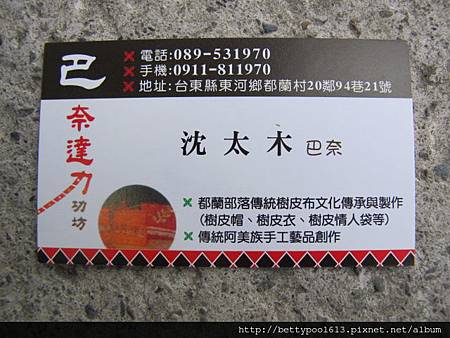 巴
電話:089-531970
手機:0911-811970
地址:台東縣東河鄉都蘭村20鄰94巷21號
奈達力功坊
沈太木 巴奈
都蘭部落傳統樹皮布文化傳承與製作
(樹皮帽、樹皮衣、樹皮情人袋等)
傳統阿美族手工藝品創作
http://bettypool613.pixnet.net/album